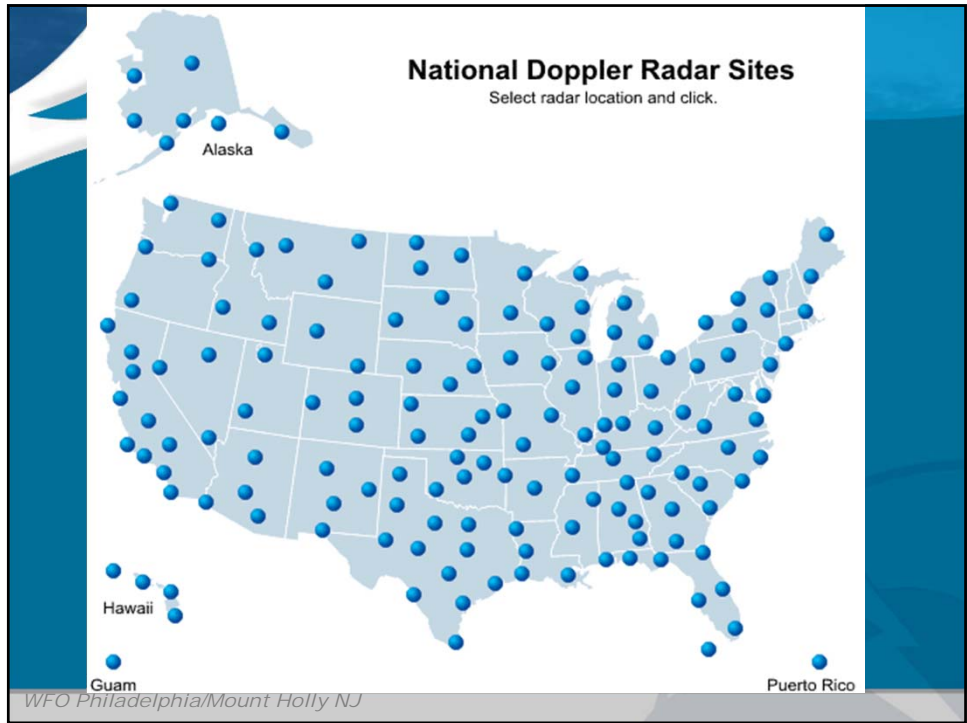 National Doppler Radar Sites
Select radar location and click.
Alaska
Hawaii
Guam
Puerto Rico
WFO Philadelphia/Mount Holly NJ